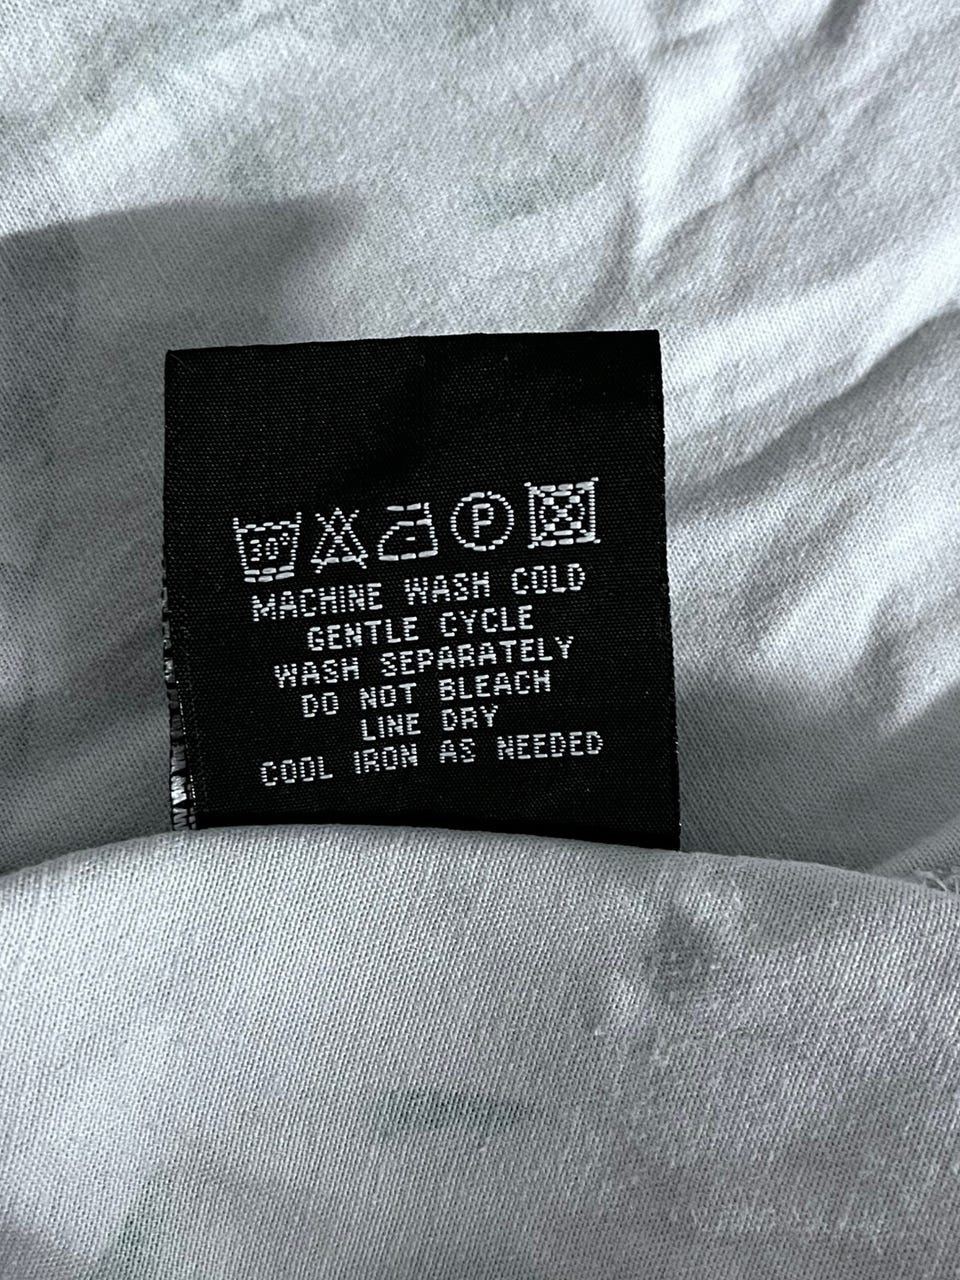 30° P
MACHINE WASH COLD
GENTLE CYCLE
WASH SEPARATELY
DO NOT BLEACH
LINE DRY
COOL IRON AS NEEDED